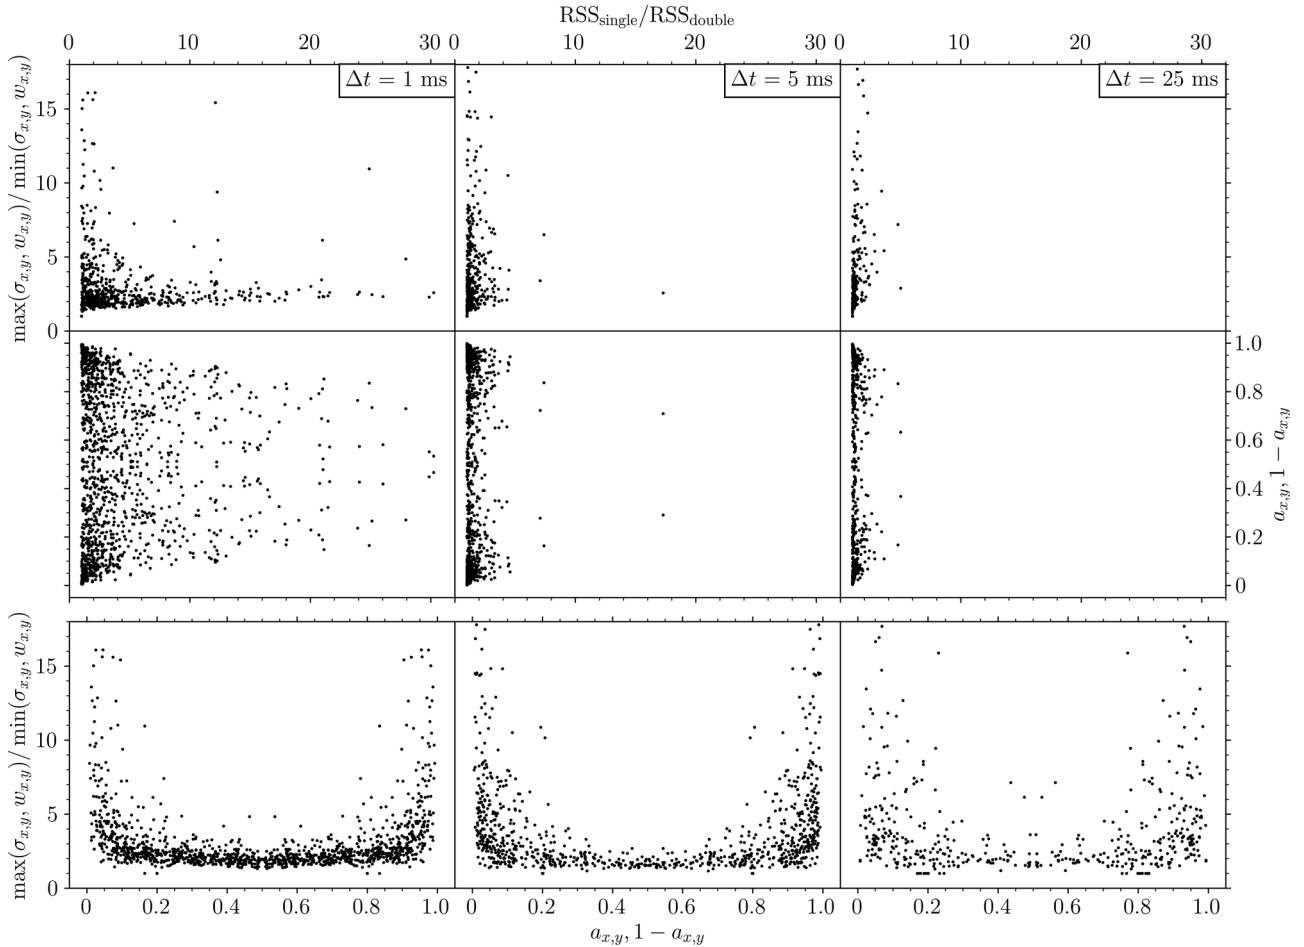 RSS_single/RSS_double
0 10 20 30 0 10 20 30 0 10 20 30
Δt = 1 ms
Δt = 5 ms
Δt = 25 ms
max(σ_x,y, w_x,y)/ min(σ_x,y, w_x,y)
15
10
5
0
1.0
0.8
0.6
0.4
0.2
0
a_x,y, 1 − a_x,y
max(σ_x,y, w_x,y)/ min(σ_x,y, w_x,y)
15
10
5
0
0 0.2 0.4 0.6 0.8 1.0 0 0.2 0.4 0.6 0.8 1.0 0 0.2 0.4 0.6 0.8 1.0
a_x,y, 1 − a_x,y